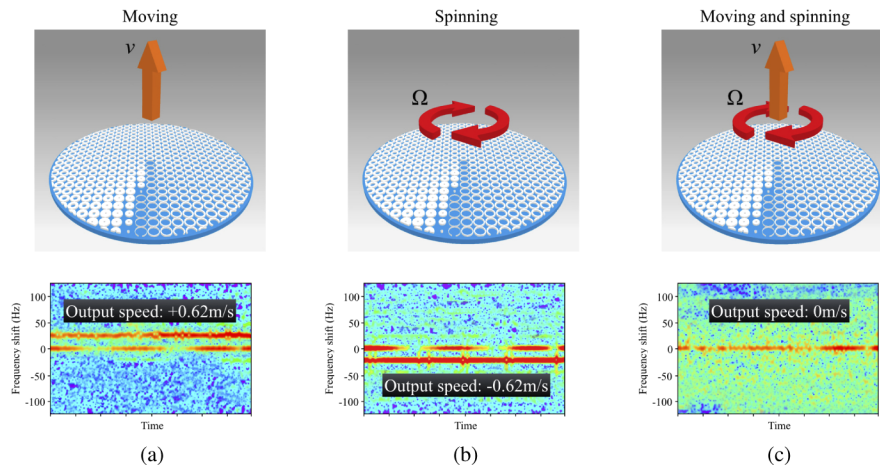 Moving
Spinning
Moving and spinning
v
Ω
v
Ω
Frequency shift (Hz)
100
50
0
-50
-100
Output speed: +0.62m/s
Time
Frequency shift (Hz)
100
50
0
-50
-100
Output speed: -0.62m/s
Time
Frequency shift (Hz)
100
50
0
-50
-100
Output speed: 0m/s
Time
(a)
(b)
(c)